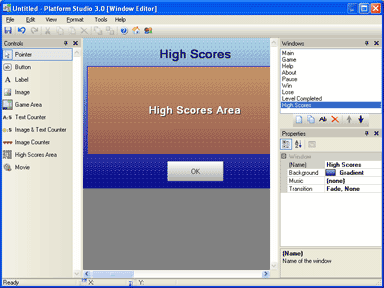 Untitled - Platform Studio 3.0 [Window Editor]
File Edit View Format Tools Help
Controls
Pointer
Button
Label
Image
Game Area
Text Counter
Image & Text Counter
Image Counter
High Scores Area
Movie
High Scores
High Scores Area
OK
Windows
Main
Game
Help
About
Pause
Win
Lose
Level Completed
High Scores
Properties
Window
(Name) High Scores
Background Gradient
Music (none)
Transition Fade, None
(Name)
Name of the window
Ready
X: Y: